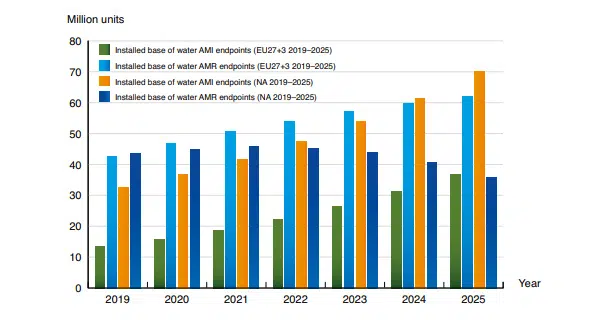 Million units
80
70
60
50
40
30
20
10
0
Installed base of water AMI endpoints (EU27+3 2019–2025)
Installed base of water AMR endpoints (EU27+3 2019–2025)
Installed base of water AMI endpoints (NA 2019–2025)
Installed base of water AMR endpoints (NA 2019–2025)
2019 2020 2021 2022 2023 2024 2025
Year